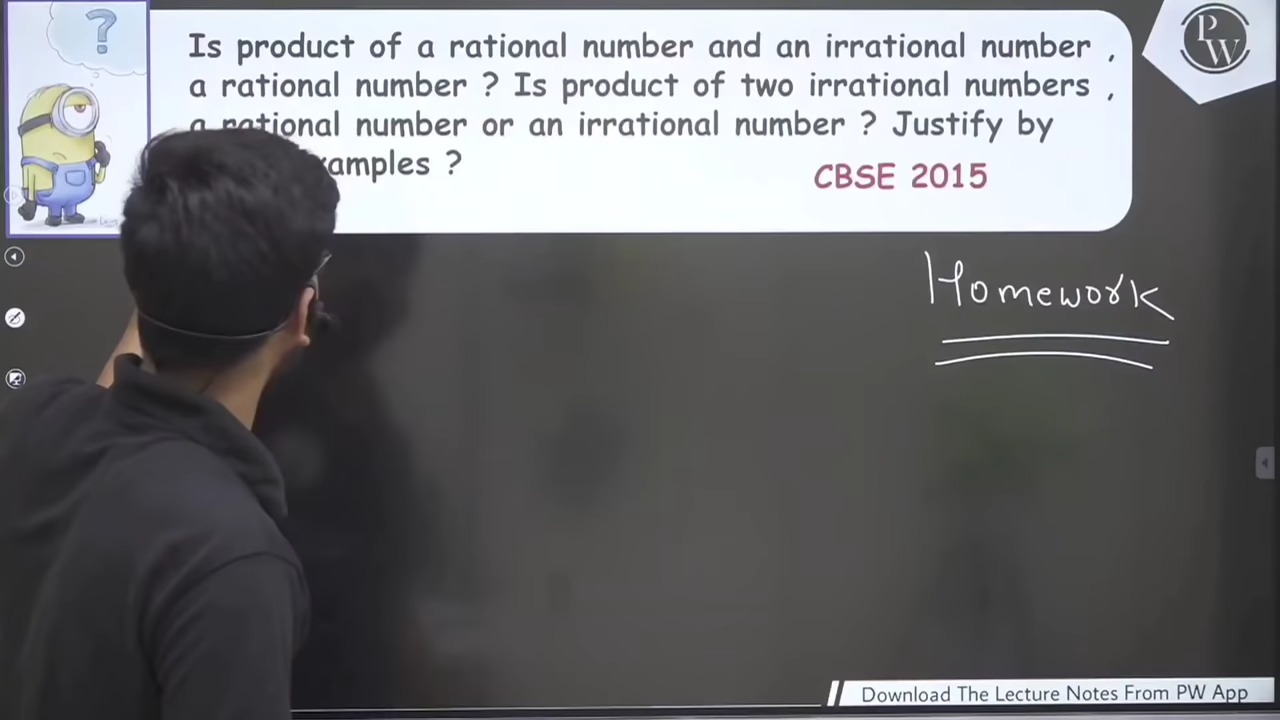 ?
Is product of a rational number and an irrational number ,
a rational number ? Is product of two irrational numbers ,
a rational number or an irrational number ? Justify by
?
CBSE 2015
P
W
Homework
Download The Lecture Notes From PW App